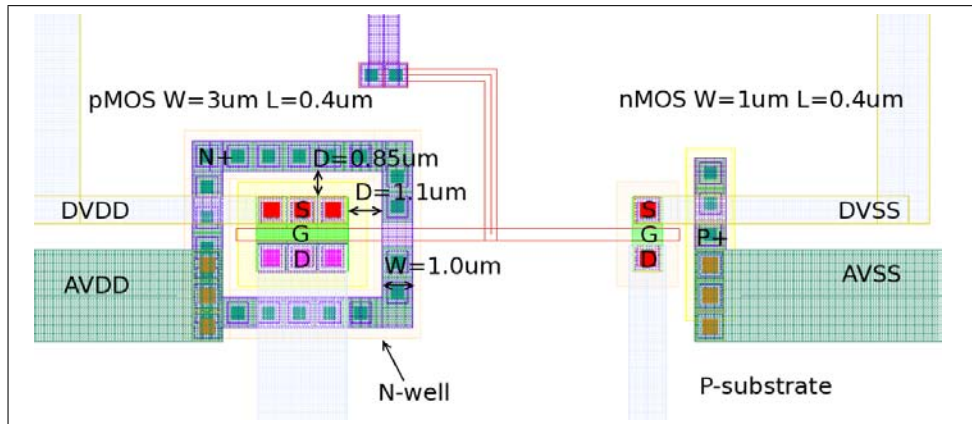 pMOS W=3um L=0.4um
nMOS W=1um L=0.4um
N+
D=0.85um
D=1.1um
DVDD
S
S
DVSS
G
G
P+
D
D
W=1.0um
AVDD
AVSS
N-well
P-substrate